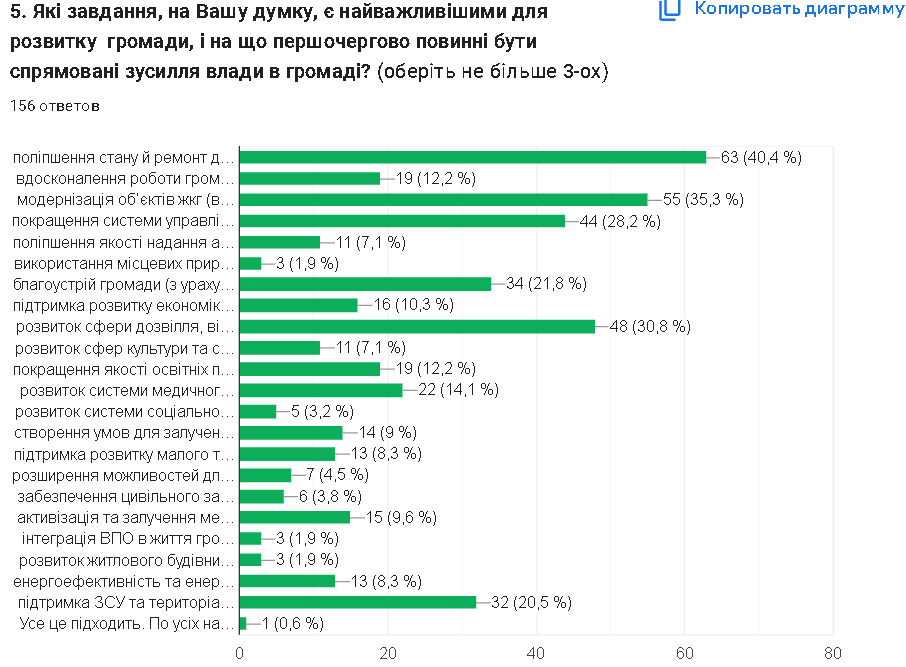 5. Які завдання, на Вашу думку, є найважливішими для
Копировать диаграмму
розвитку громади, і на що першочергово повинні бути
спрямовані зусилля влади в громаді? (оберіть не більше 3-ох)
156 ответов
поліпшення стану й ремонт д... 63 (40,4 %)
вдосконалення роботи гром... 19 (12,2 %)
модернізація об'єктів жкг (в... 55 (35,3 %)
покращення системи управлі... 44 (28,2 %)
поліпшення якості надання а... 11 (7,1 %)
використання місцевих прир... 3 (1,9 %)
благоустрій громади (з ураху... 34 (21,8 %)
підтримка розвитку економік... 16 (10,3 %)
розвиток сфери дозвілля, ві... 48 (30,8 %)
розвиток сфер культури та с... 11 (7,1 %)
покращення якості освітніх п... 19 (12,2 %)
розвиток системи медичног... 22 (14,1 %)
розвиток системи соціально... 5 (3,2 %)
створення умов для залучен... 14 (9 %)
підтримка розвитку малого т... 13 (8,3 %)
розширення можливостей дл... 7 (4,5 %)
забезпечення цивільного за... 6 (3,8 %)
активізація та залучення ме... 15 (9,6 %)
інтеграція ВПО в життя гро... 3 (1,9 %)
розвиток житлового будівни... 3 (1,9 %)
енергоефективність та енер... 13 (8,3 %)
підтримка ЗСУ та територіа... 32 (20,5 %)
Усе це підходить. По усіх на... 1 (0,6 %)
0 20 40 60 80